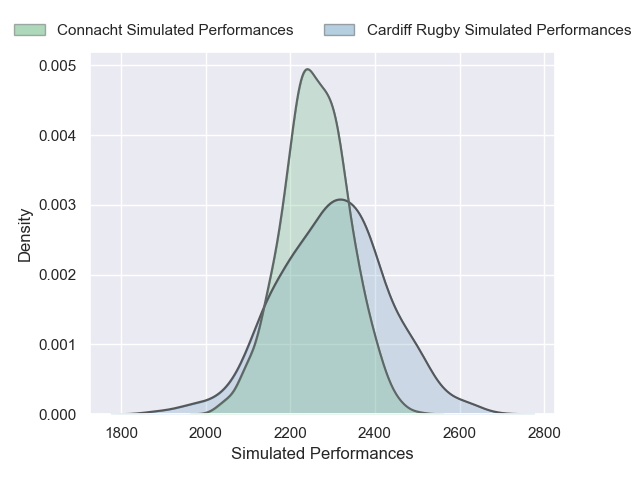 Connacht Simulated Performances Cardiff Rugby Simulated Performances
0.005
0.004
0.003
0.002
0.001
0.000
Density
1800 2000 2200 2400 2600 2800
Simulated Performances